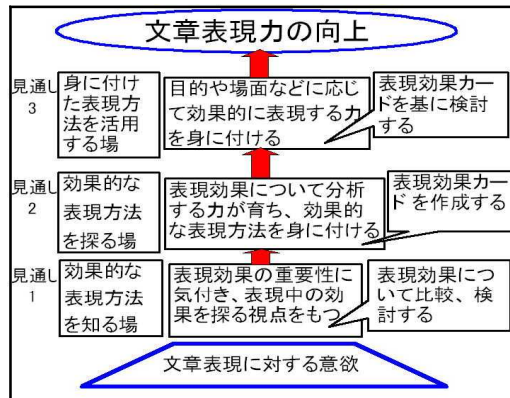 文章表現力の向上
見通し
3
身に付け
た表現方
法を活用
する場
目的や場面などに応じ
て効果的に表現する力
を身に付ける
表現効果カー
ドを基に検討
する
見通し
2
効果的な
表現方法
を探る場
表現効果について分析
する力が育ち、効果的
な表現方法を身に付ける
表現効果カー
ドを作成する
見通し
1
効果的な
表現方法
を知る場
表現効果の重要性に
気付き、表現中の効
果を探る視点をもつ
表現効果につ
いて比較、検
討する
文章表現に対する意欲